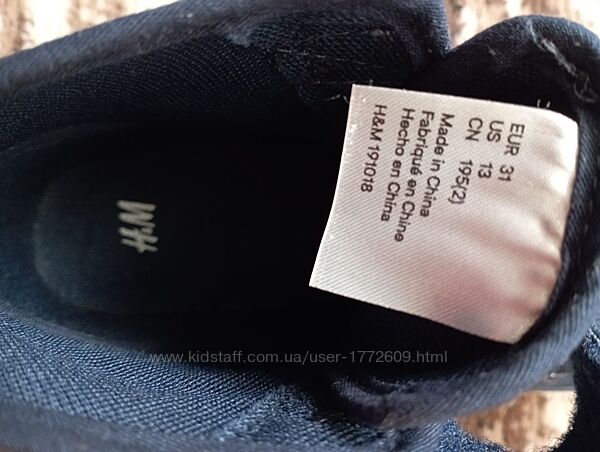 EUR 31
US 13
CN 195(2)
Made in China
Fabriqué en Chine
Hecho en China
H&M 191018
H&M
www.kidstaff.com.ua/user-1772609.html